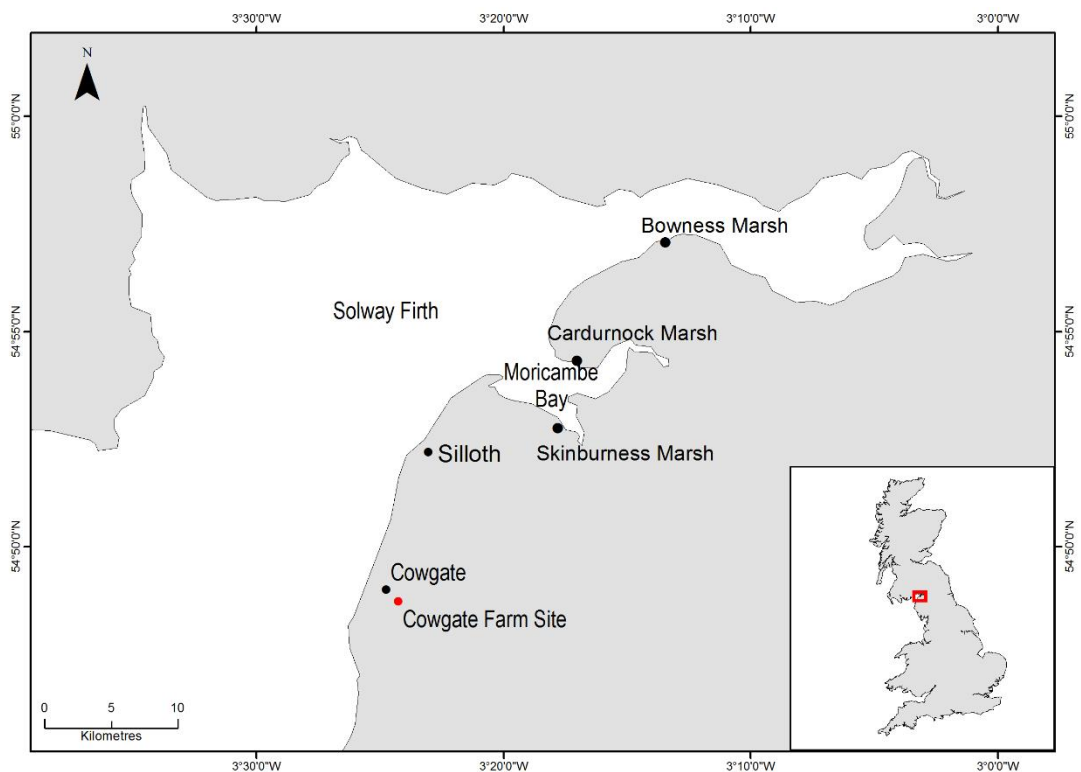 3°30'0"W
3°20'0"W
3°10'0"W
3°0'0"W
N
55°0'0"N
55°0'0"N
Bowness Marsh
Solway Firth
54°55'0"N
54°55'0"N
Cardurnock Marsh
Moricambe
Bay
Silloth
Skinburness Marsh
54°50'0"N
54°50'0"N
Cowgate
Cowgate Farm Site
0 5 10
Kilometres
3°30'0"W
3°20'0"W
3°10'0"W
3°0'0"W